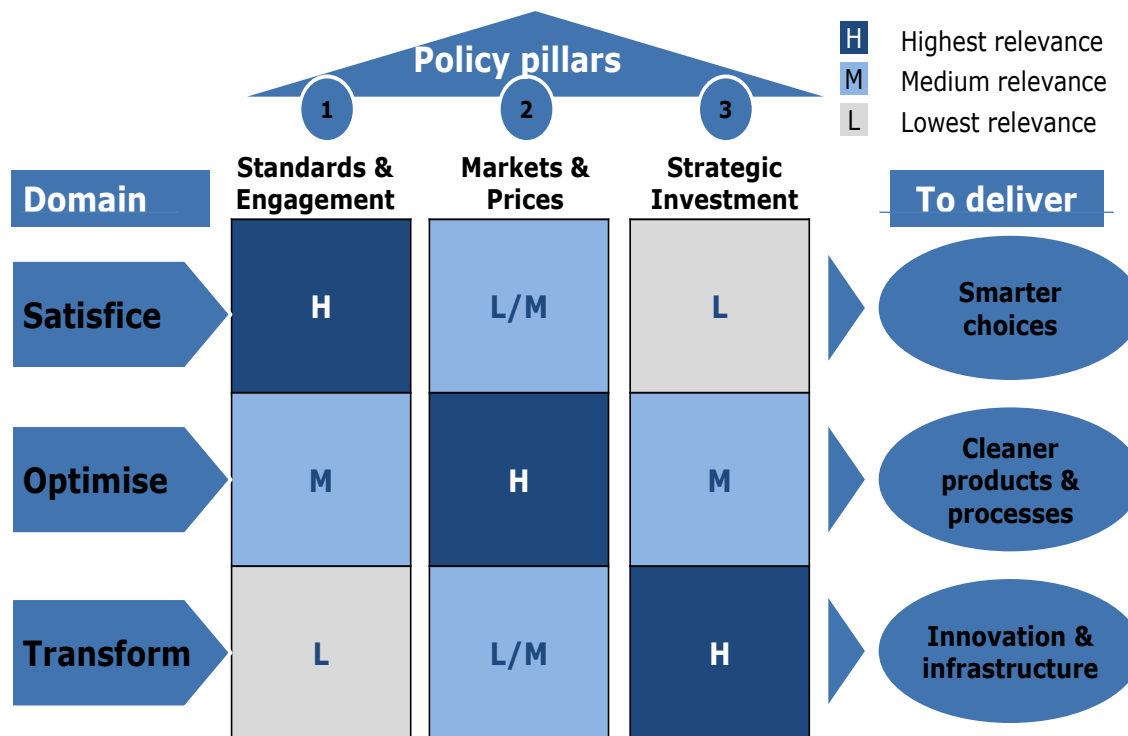 Policy pillars
H Highest relevance
M Medium relevance
L Lowest relevance
1
2
3
Standards &
Engagement
Markets &
Prices
Strategic
Investment
Domain
To deliver
Satisfice
H
L/M
L
Smarter
choices
Optimise
M
H
M
Cleaner
products &
processes
Transform
L
L/M
H
Innovation &
infrastructure